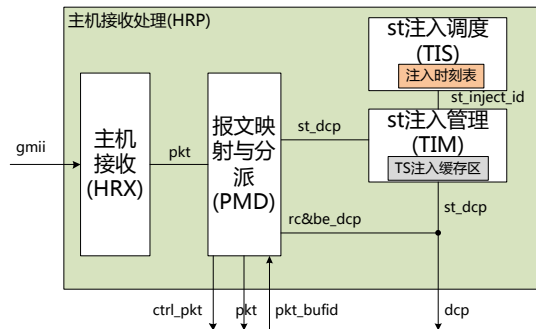 主机接收处理(HRP)
st注入调度
(TIS)
注入时刻表
st_inject_id
gmii
主机
接收
(HRX)
pkt
报文映
射与分
派
(PMD)
st_dcp
st注入管理
(TIM)
TS注入缓存区
st_dcp
rc&be_dcp
ctrl_pkt
pkt
pkt_bufid
dcp